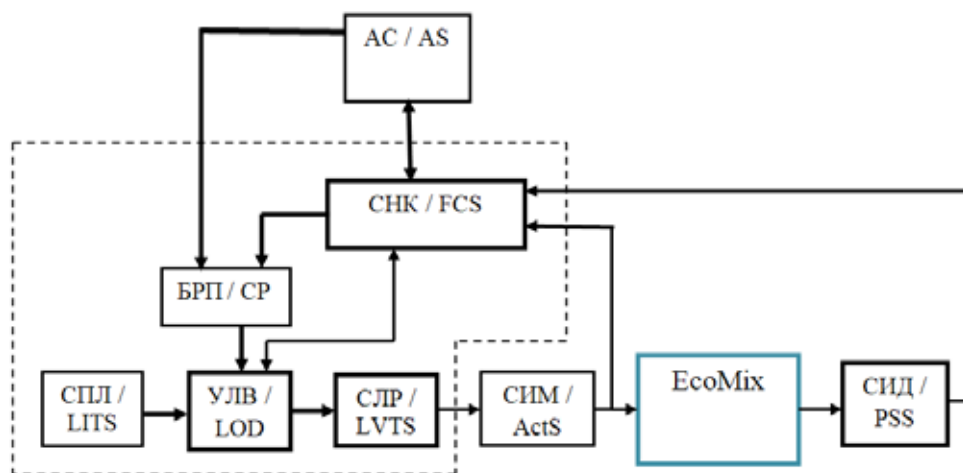 АС / AS
СНК / FCS
БРП / CP
СПЛ /
LITS
УЛВ /
LOD
СЛР /
LVTS
СИМ /
ActS
EcoMix
СИД /
PSS